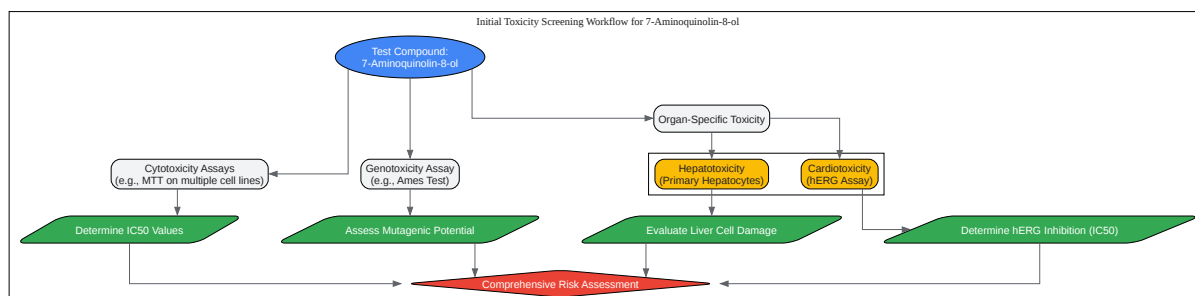 Initial Toxicity Screening Workflow for 7-Aminoquinolin-8-ol
Test Compound:
7-Aminoquinolin-8-ol
Organ-Specific Toxicity
Cytotoxicity Assays
(e.g., MTT on multiple cell lines)
Genotoxicity Assay
(e.g., Ames Test)
Hepatotoxicity
(Primary Hepatocytes)
Cardiotoxicity
(hERG Assay)
Determine IC50 Values
Assess Mutagenic Potential
Evaluate Liver Cell Damage
Determine hERG Inhibition (IC50)
Comprehensive Risk Assessment